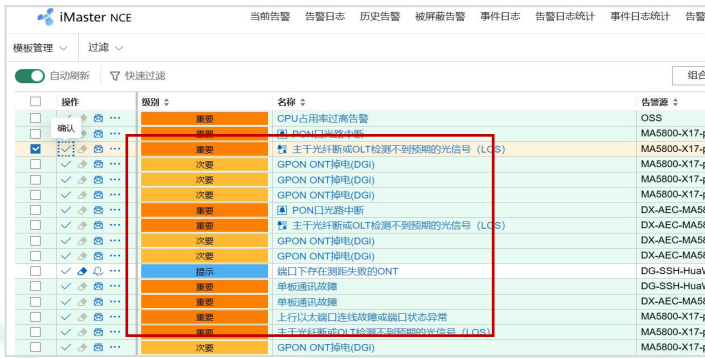 iMaster NCE 当前告警 告警日志 历史告警 被屏蔽告警 事件日志 告警日志统计 事件日志统计 告警
模板管理 过滤
自动刷新 快速过滤 组合
操作 级别 名称 告警源
重要 CPU占用率过高告警 OSS
确认 重要 PON口光路中断 MA5800-X17-p
重要 主干光纤断或OLT检测不到预期的光信号 (LOS) MA5800-X17-p
次要 GPON ONT掉电(DGi) MA5800-X17-p
次要 GPON ONT掉电(DGi) MA5800-X17-p
次要 GPON ONT掉电(DGi) MA5800-X17-p
重要 PON口光路中断 DX-AEC-MA58
重要 主干光纤断或OLT检测不到预期的光信号 (LOS) DX-AEC-MA58
次要 GPON ONT掉电(DGi) DX-AEC-MA58
次要 GPON ONT掉电(DGi) DX-AEC-MA58
提示 端口下存在测距失败的ONT DG-SSH-HuaW
重要 单板通讯故障 DG-SSH-HuaW
重要 单板通讯故障 DX-AEC-MA58
重要 上行以太端口连线故障或端口状态异常 MA5800-X17-p
重要 主干光纤断或OLT检测不到预期的光信号 (LOS) MA5800-X17-p
次要 GPON ONT掉电(DGi) MA5800-X17-p